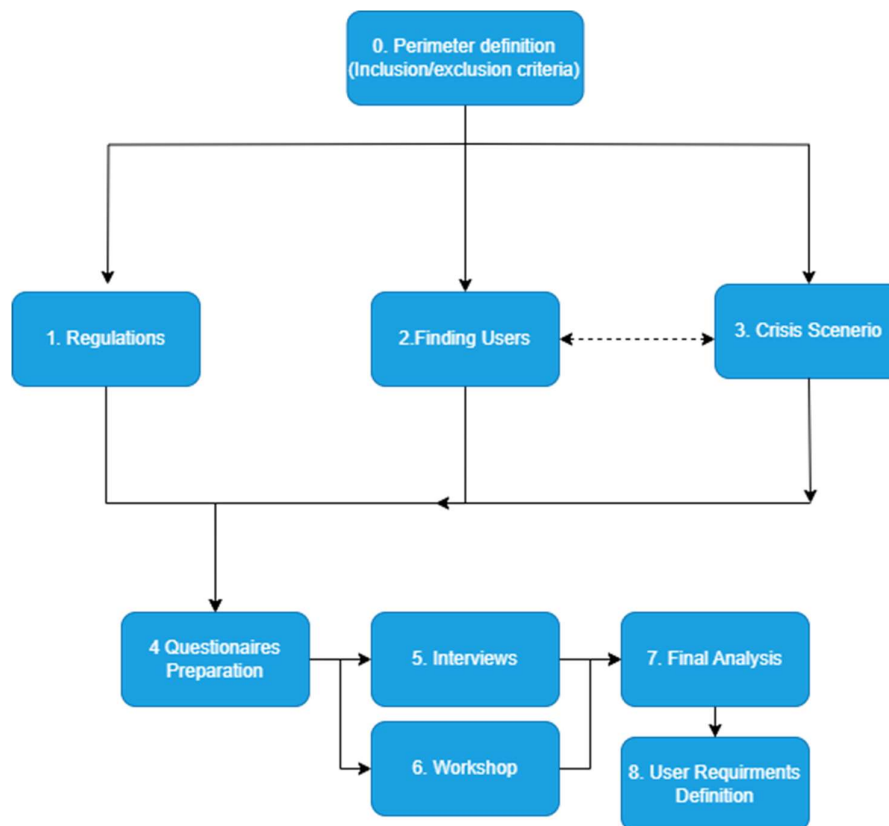 0. Perimeter definition
(Inclusion/exclusion criteria)
1. Regulations
2.Finding Users
3. Crisis Scenerio
4 Questionaires
Preparation
5. Interviews
7. Final Analysis
6. Workshop
8. User Requirments
Definition